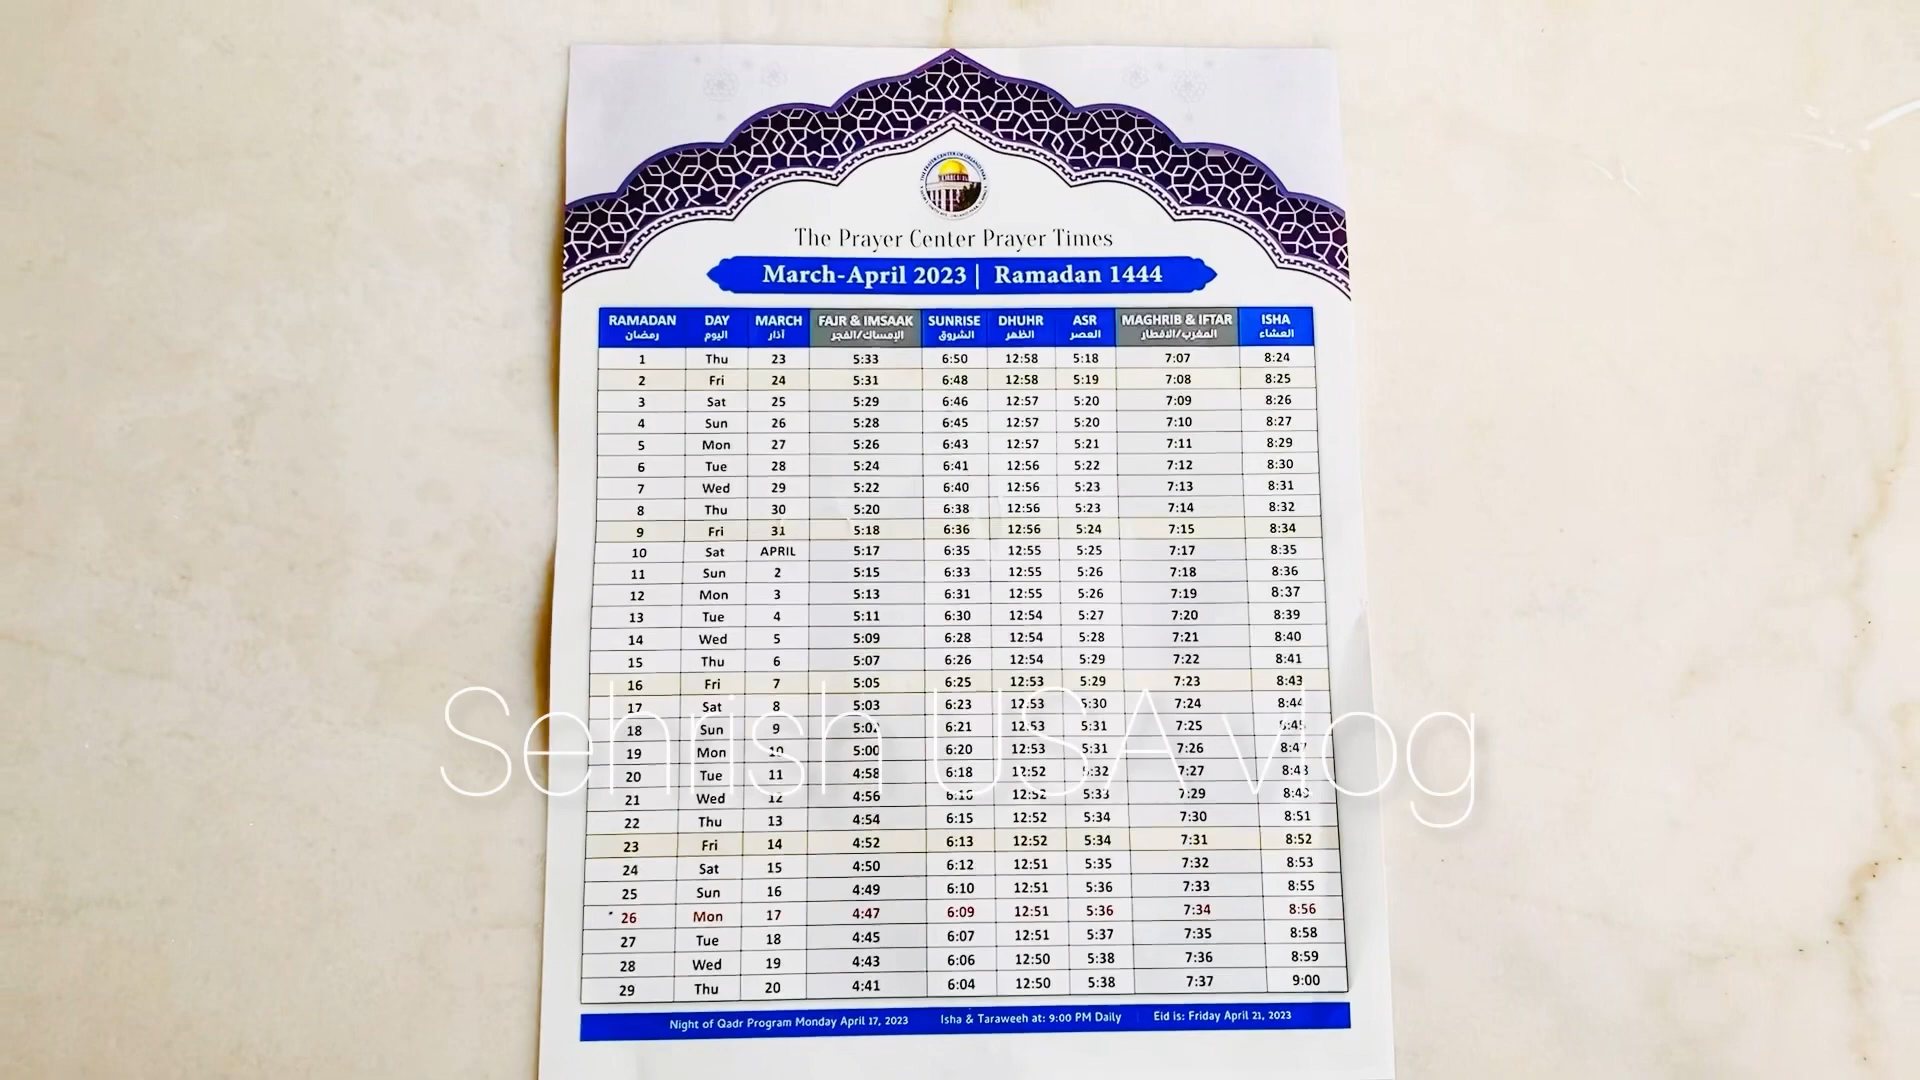 The Prayer Center Prayer Times
March-April 2023 | Ramadan 1444
RAMADAN DAY MARCH FAJR & IMSAAK SUNRISE DHUHR ASR MAGHRIB & IFTAR ISHA
رمضان اليوم آذار الإمساك/الفجر الشروق الظهر العصر المغرب/الافطار العشاء
1 Thu 23 5:33 6:50 12:58 5:18 7:07 8:24
2 Fri 24 5:31 6:48 12:58 5:19 7:08 8:25
3 Sat 25 5:29 6:46 12:57 5:20 7:09 8:26
4 Sun 26 5:28 6:45 12:57 5:20 7:10 8:27
5 Mon 27 5:26 6:43 12:57 5:21 7:11 8:29
6 Tue 28 5:24 6:41 12:56 5:22 7:12 8:30
7 Wed 29 5:22 6:40 12:56 5:23 7:13 8:31
8 Thu 30 5:20 6:38 12:56 5:23 7:14 8:32
9 Fri 31 5:18 6:36 12:56 5:24 7:15 8:34
10 Sat APRIL 5:17 6:35 12:55 5:25 7:17 8:35
11 Sun 2 5:15 6:33 12:55 5:26 7:18 8:36
12 Mon 3 5:13 6:31 12:55 5:26 7:19 8:37
13 Tue 4 5:11 6:30 12:54 5:27 7:20 8:39
14 Wed 5 5:09 6:28 12:54 5:28 7:21 8:40
15 Thu 6 5:07 6:26 12:54 5:29 7:22 8:41
16 Fri 7 5:05 6:25 12:53 5:29 7:23 8:43
17 Sat 8 5:03 6:23 12:53 5:30 7:24 8:44
18 Sun 9 6:21 12:53 5:31 7:25 8:45
19 Mon 10 5:00 6:20 12:53 5:31 7:26 8:47
20 Tue 11 4:58 6:18 12:52 5:32 7:27 8:48
21 Wed 12 4:56 6:16 12:52 5:33 7:29 8:49
22 Thu 13 4:54 6:15 12:52 5:34 7:30 8:51
23 Fri 14 4:52 6:13 12:52 5:34 7:31 8:52
24 Sat 15 4:50 6:12 12:51 5:35 7:32 8:53
25 Sun 16 4:49 6:10 12:51 5:36 7:33 8:55
* 26 Mon 17 4:47 6:09 12:51 5:36 7:34 8:56
27 Tue 18 4:45 6:07 12:51 5:37 7:35 8:58
28 Wed 19 4:43 6:06 12:50 5:38 7:36 8:59
29 Thu 20 4:41 6:04 12:50 5:38 7:37 9:00
Night of Qadr Program Monday April 17, 2023 Isha & Taraweeh at: 9:00 PM Daily Eid is: Friday April 21, 2023
Sehrish USA vlog